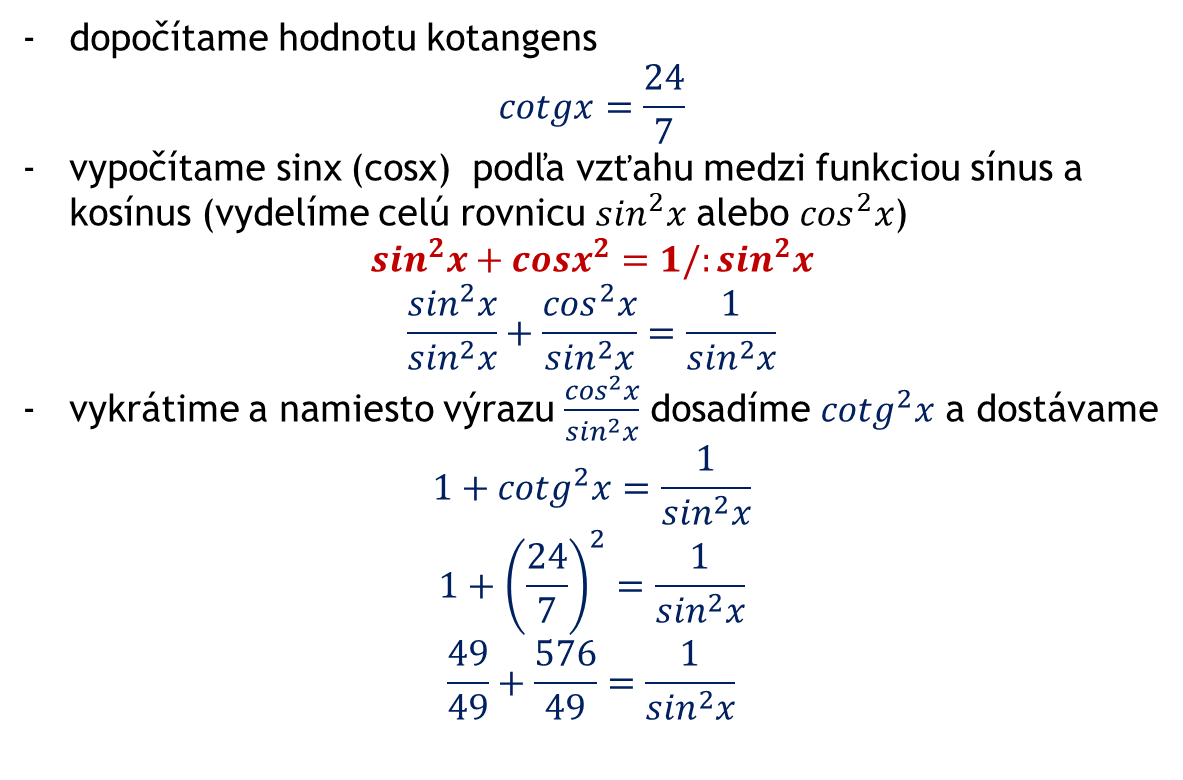 - dopočítame hodnotu kotangens
cotgx = 24/7
- vypočítame sinx (cosx) podľa vzťahu medzi funkciou sínus a
kosínus (vydelíme celú rovnicu sin²x alebo cos²x)
sin²x + cosx² = 1/: sin²x
sin²x/sin²x + cos²x/sin²x = 1/sin²x
- vykrátime a namiesto výrazu cos²x/sin²x dosadíme cotg²x a dostávame
1 + cotg²x = 1/sin²x
1 + (24/7)² = 1/sin²x
49/49 + 576/49 = 1/sin²x